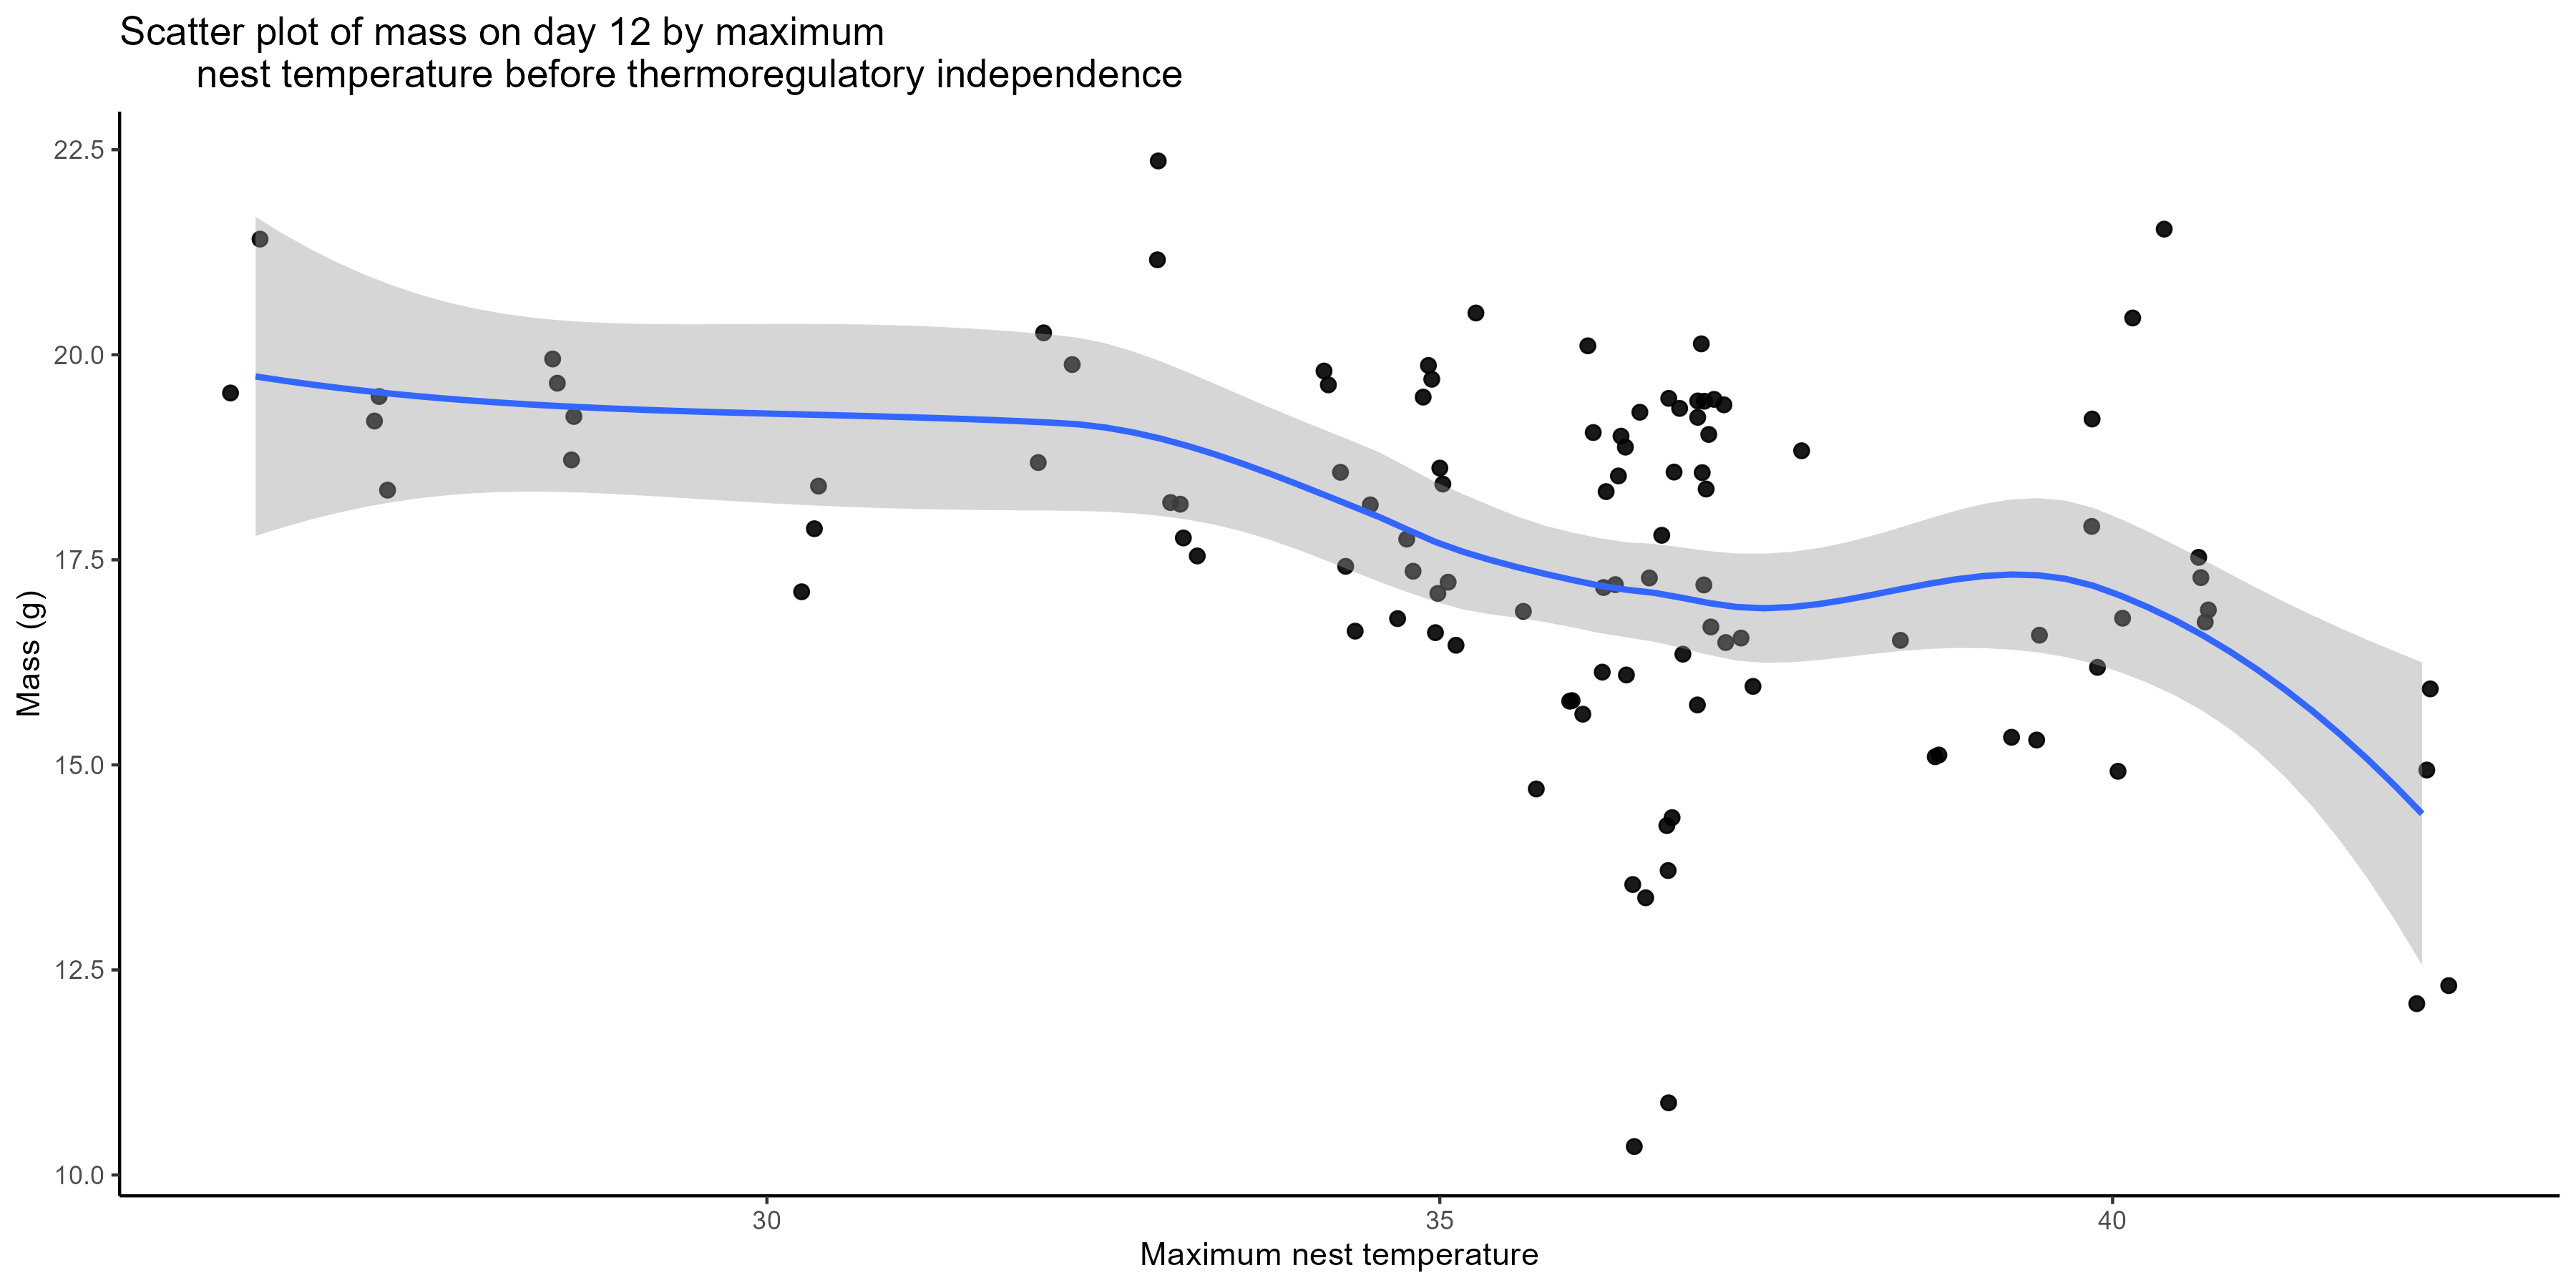 Scatter plot of mass on day 12 by maximum
nest temperature before thermoregulatory independence
22.5
20.0
17.5
15.0
12.5
10.0
Mass (g)
30 35 40
Maximum nest temperature